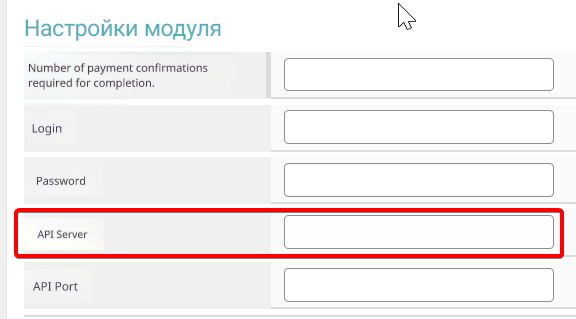 Настройки модуля
Number of payment confirmations
required for completion.
Login
Password
API Server
API Port